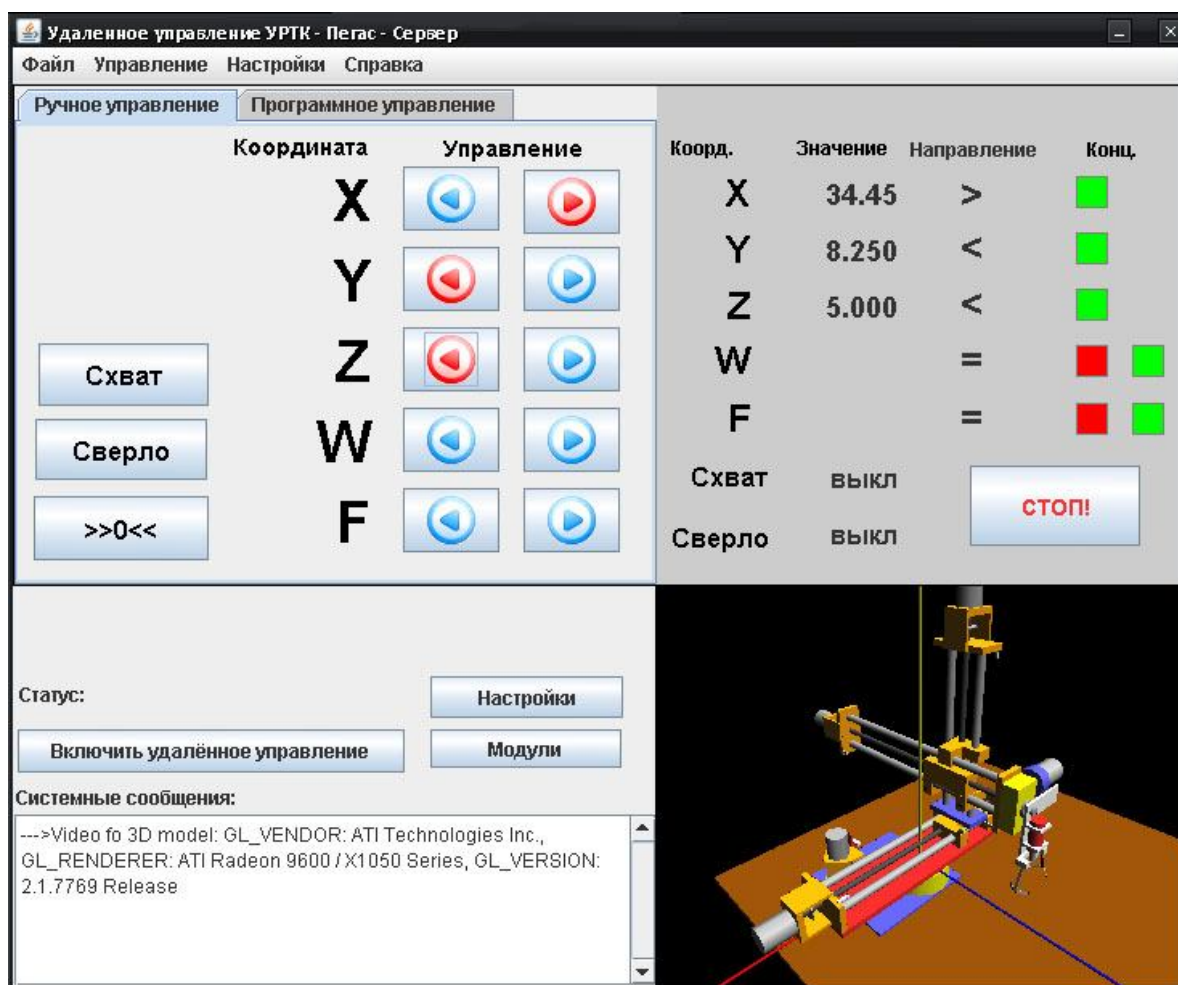 Удаленное управление УРТК - Пегас - Сервер
Файл Управление Настройки Справка
Ручное управление Программное управление
Координата Управление
X
Y
Z
W
F
Схват
Сверло
>>0<<
Коорд. Значение Направление Конц.
X 34.45 >
Y 8.250 <
Z 5.000 <
W =
F =
Схват выкл
Сверло выкл
СТОП!
Статус:
Настройки
Включить удалённое управление
Модули
Системные сообщения:
--->Video fo 3D model: GL_VENDOR: ATI Technologies Inc.,
GL_RENDERER: ATI Radeon 9600 / X1050 Series, GL_VERSION:
2.1.7769 Release